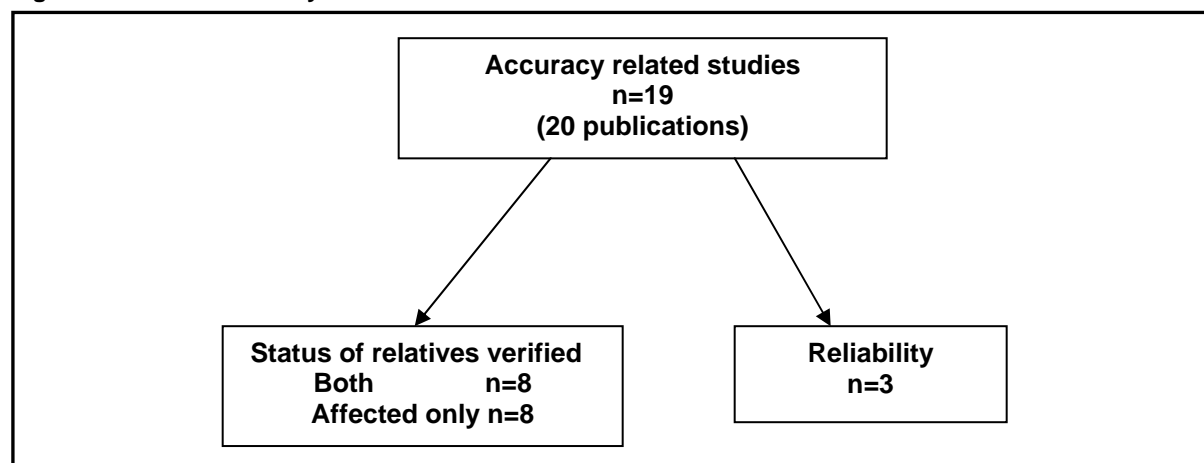 Accuracy related studies
n=19
(20 publications)
Status of relatives verified
Both n=8
Affected only n=8
Reliability
n=3